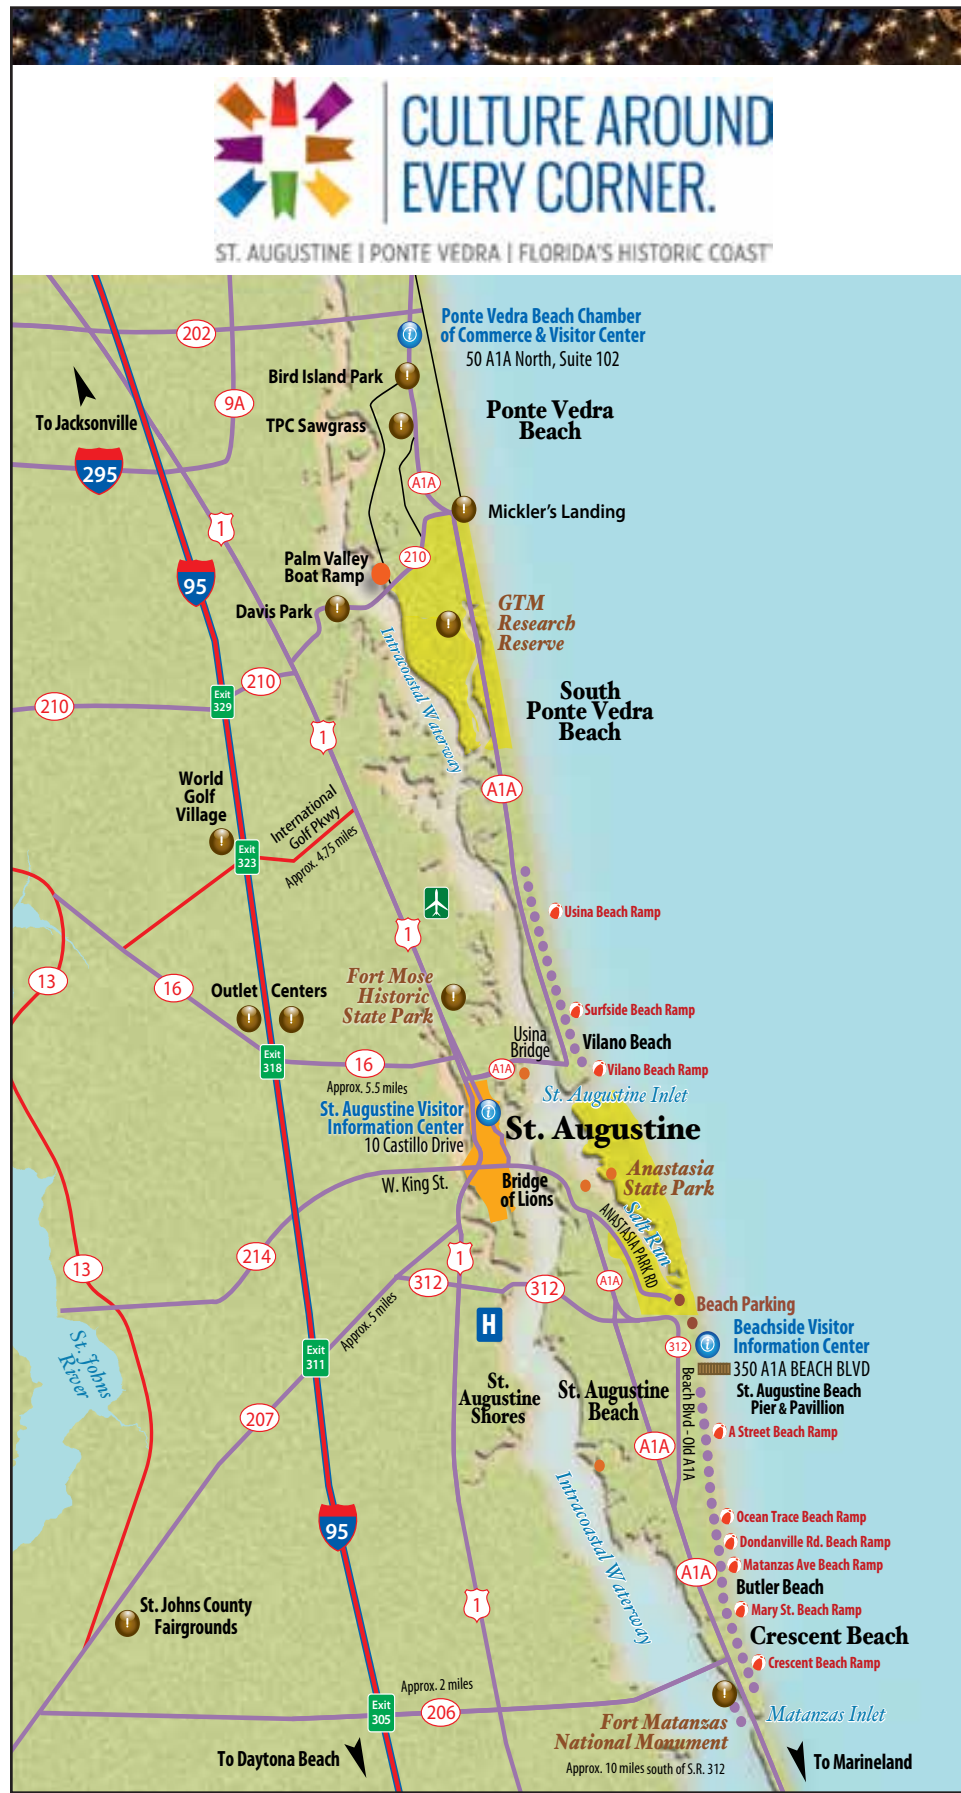 CULTURE AROUND
EVERY CORNER.
ST. AUGUSTINE | PONTE VEDRA | FLORIDA'S HISTORIC COAST
Ponte Vedra Beach Chamber
of Commerce & Visitor Center
50 A1A North, Suite 102
202
Bird Island Park
9A
To Jacksonville
TPC Sawgrass
Ponte Vedra
Beach
295
A1A
Mickler's Landing
1
210
Palm Valley
Boat Ramp
95
Davis Park
GTM
Research
Reserve
Intracoastal Waterway
210
Exit
329
210
South
Ponte Vedra
Beach
1
World
Golf
Village
A1A
International
Golf Pkwy
Approx. 4.75 miles
Exit
323
Usina Beach Ramp
1
13
16
Fort Mose
Historic
State Park
Outlet Centers
Surfside Beach Ramp
Usina
Bridge
Vilano Beach
Exit
318
16
A1A
Vilano Beach Ramp
Approx. 5.5 miles
St. Augustine Inlet
St. Augustine Visitor
Information Center
10 Castillo Drive
St. Augustine
Anastasia
State Park
W. King St.
Bridge
of Lions
Salt Run
ANASTASIA PARK RD
214
1
13
312
312
A1A
Beach Parking
Approx. 5 miles
H
Beachside Visitor
Information Center
350 A1A BEACH BLVD
312
Exit
311
St. Johns
River
St. Augustine Beach
Pier & Pavillion
St.
Augustine
Shores
St. Augustine
Beach
Beach Blvd - Old A1A
207
A Street Beach Ramp
A1A
Intracoastal Waterway
Ocean Trace Beach Ramp
95
Dondanville Rd. Beach Ramp
Matanzas Ave Beach Ramp
A1A
Butler Beach
1
St. Johns County
Fairgrounds
Mary St. Beach Ramp
Crescent Beach
Crescent Beach Ramp
Approx. 2 miles
Exit
305
206
Matanzas Inlet
Fort Matanzas
National Monument
To Daytona Beach
Approx. 10 miles south of S.R. 312
To Marineland